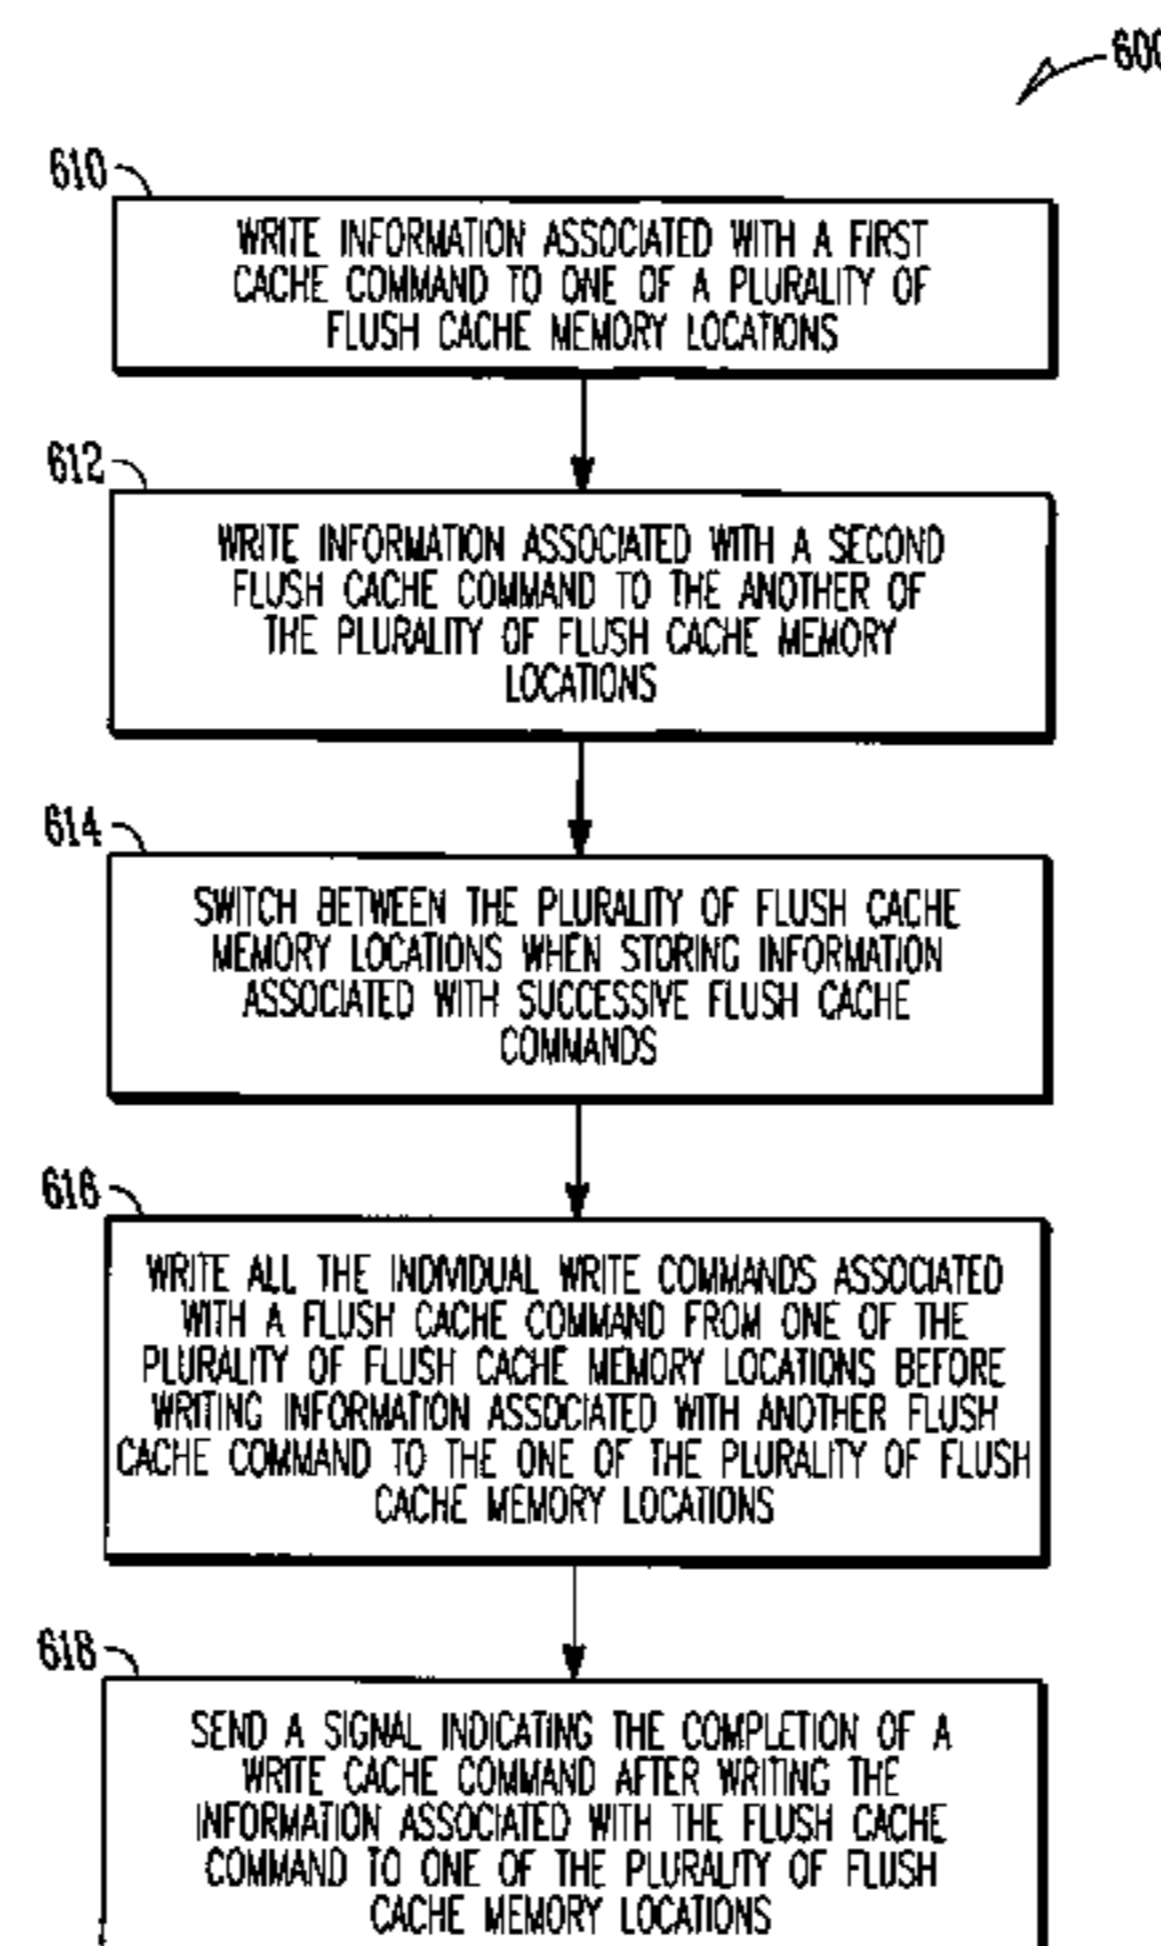 600
610
WRITE INFORMATION ASSOCIATED WITH A FIRST
CACHE COMMAND TO ONE OF A PLURALITY OF
FLUSH CACHE MEMORY LOCATIONS
612
WRITE INFORMATION ASSOCIATED WITH A SECOND
FLUSH CACHE COMMAND TO THE ANOTHER OF
THE PLURALITY OF FLUSH CACHE MEMORY
LOCATIONS
614
SWITCH BETWEEN THE PLURALITY OF FLUSH CACHE
MEMORY LOCATIONS WHEN STORING INFORMATION
ASSOCIATED WITH SUCCESSIVE FLUSH CACHE
COMMANDS
616
WRITE ALL THE INDIVIDUAL WRITE COMMANDS ASSOCIATED
WITH A FLUSH CACHE COMMAND FROM ONE OF THE
PLURALITY OF FLUSH CACHE MEMORY LOCATIONS BEFORE
WRITING INFORMATION ASSOCIATED WITH ANOTHER FLUSH
CACHE COMMAND TO THE ONE OF THE PLURALITY OF FLUSH
CACHE MEMORY LOCATIONS
618
SEND A SIGNAL INDICATING THE COMPLETION OF A
WRITE CACHE COMMAND AFTER WRITING THE
INFORMATION ASSOCIATED WITH THE FLUSH CACHE
COMMAND TO ONE OF THE PLURALITY OF FLUSH
CACHE MEMORY LOCATIONS